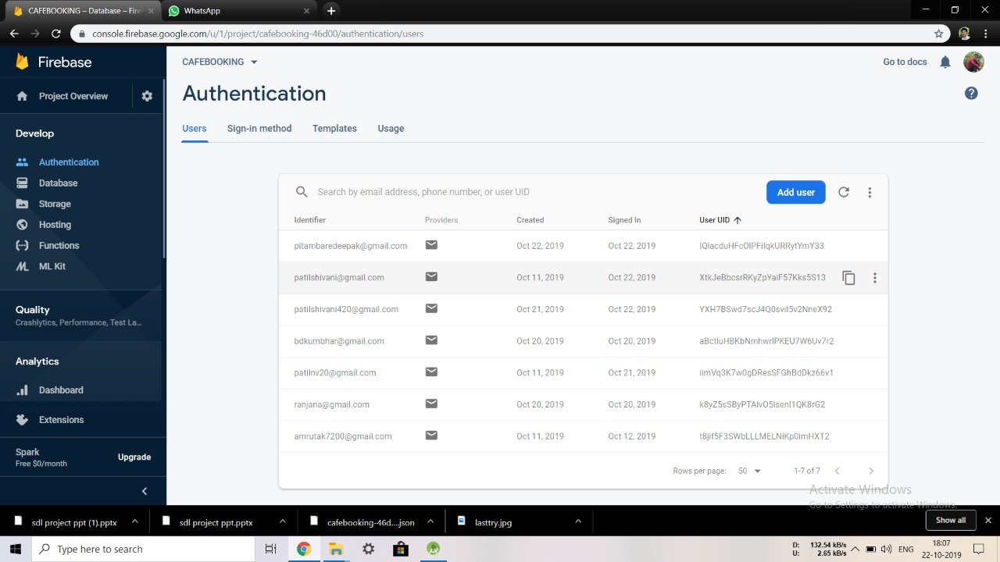 CAFEBOOKING – Database – Fire
WhatsApp
console.firebase.google.com/u/1/project/cafebooking-46d00/authentication/users
Firebase
CAFEBOOKING
Go to docs
Project Overview
Authentication
Develop
Users Sign-in method Templates Usage
Authentication
Database
Storage
Hosting
Functions
ML Kit
Quality
Crashlytics, Performance, Test La...
Analytics
Dashboard
Extensions
Spark
Free $0/month
Upgrade
Search by email address, phone number, or user UID
Add user
Identifier Providers Created Signed In User UID
pitambaredeepak@gmail.com Oct 22, 2019 Oct 22, 2019
patilshivani@gmail.com Oct 11, 2019 Oct 22, 2019 XtkJeBbcsrRKyZpYaiF57Kks5S13
patilshivani420@gmail.com Oct 21, 2019 Oct 22, 2019 YXH7BSwd7scJ4Q0svil5v2NneX92
bdkumbhar@gmail.com Oct 20, 2019 Oct 20, 2019
patilnv20@gmail.com Oct 11, 2019 Oct 21, 2019 iimVq3K7w0gDResSFGhBdDkz66v1
ranjana@gmail.com Oct 20, 2019 Oct 20, 2019
amrutak7200@gmail.com Oct 11, 2019 Oct 12, 2019 t8jif5F3SWbLLLMELNiKp0imHXT2
Rows per page: 50 1-7 of 7
Activate Windows
Go to Settings to activate Windows.
sdl project ppt (1).pptx
sdl project ppt.pptx
cafebooking-46d....json
lasttry.jpg
Show all
Type here to search
D: 132.54 kB/s
U: 2.65 kB/s
ENG
18:07
22-10-2019